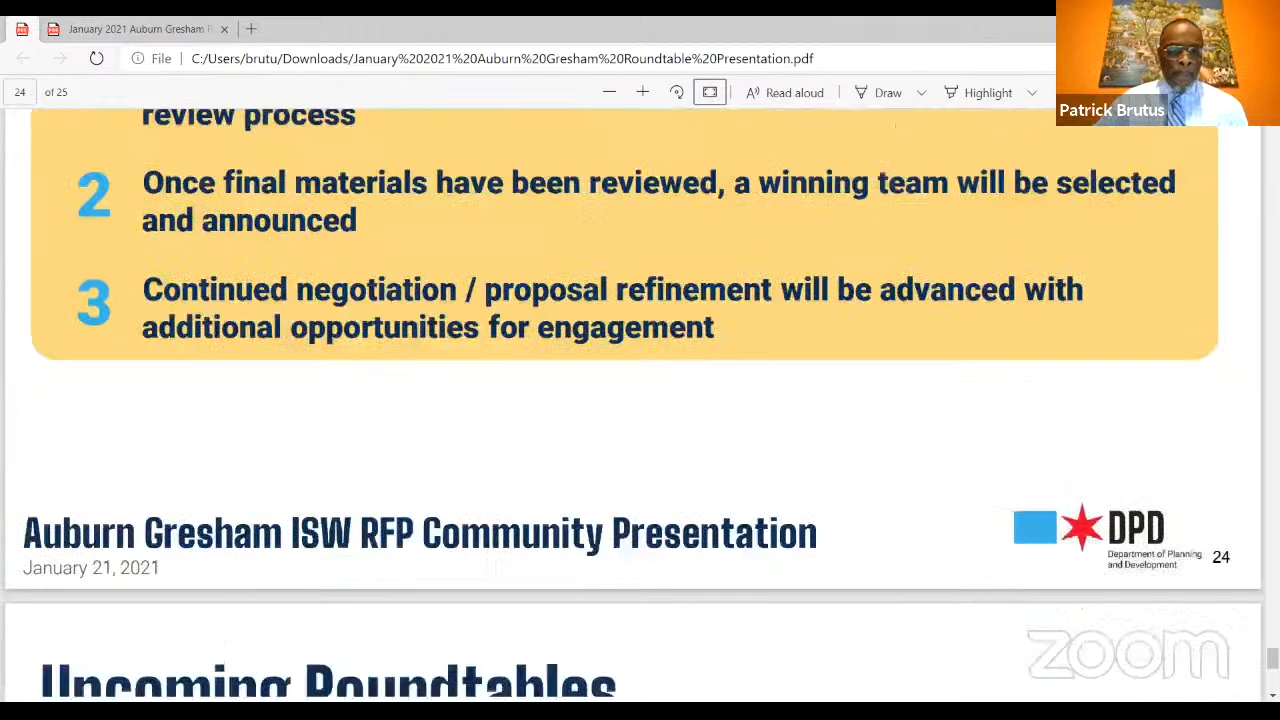 January 2021 Auburn Gresham
File
C:/Users/brutu/Downloads/January%202021%20Auburn%20Gresham%20Roundtable%20Presentation.pdf
24 of 25
Read aloud
Draw
Highlight
Patrick Brutus
review process
2 Once final materials have been reviewed, a winning team will be selected
and announced
3 Continued negotiation / proposal refinement will be advanced with
additional opportunities for engagement
Auburn Gresham ISW RFP Community Presentation
January 21, 2021
DPD
Department of Planning
and Development
24
Upcoming Roundtables
zoom